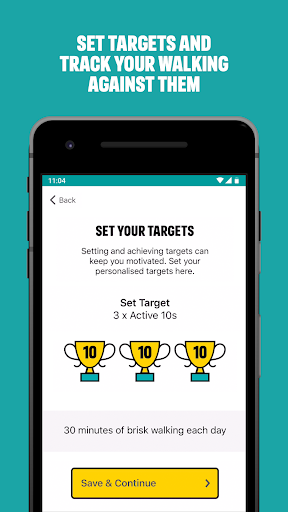 SET TARGETS AND
TRACK YOUR WALKING
AGAINST THEM
11:04
Back
SET YOUR TARGETS
Setting and achieving targets can
keep you motivated. Set your
personalised targets here.
Set Target
3 x Active 10s
10 10 10
30 minutes of brisk walking each day
Save & Continue